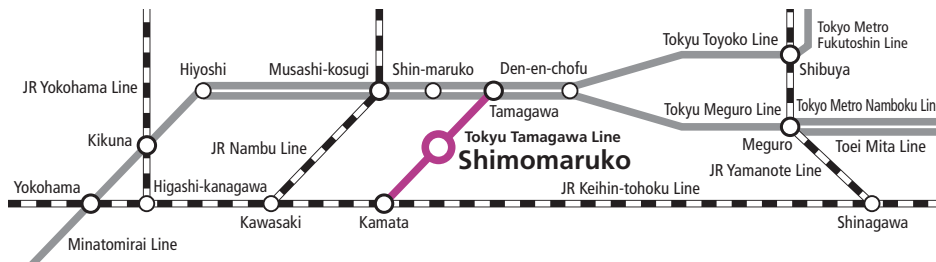 Tokyo Metro
Fukutoshin Line
Tokyu Toyoko Line
Hiyoshi
Musashi-kosugi
Shin-maruko
Den-en-chofu
Shibuya
JR Yokohama Line
Tamagawa
Tokyu Meguro Line
Tokyo Metro Namboku Line
Kikuna
JR Nambu Line
Tokyu Tamagawa Line
Shimomaruko
Meguro
Toei Mita Line
JR Yamanote Line
Yokohama
Higashi-kanagawa
JR Keihin-tohoku Line
Kawasaki
Kamata
Shinagawa
Minatomirai Line